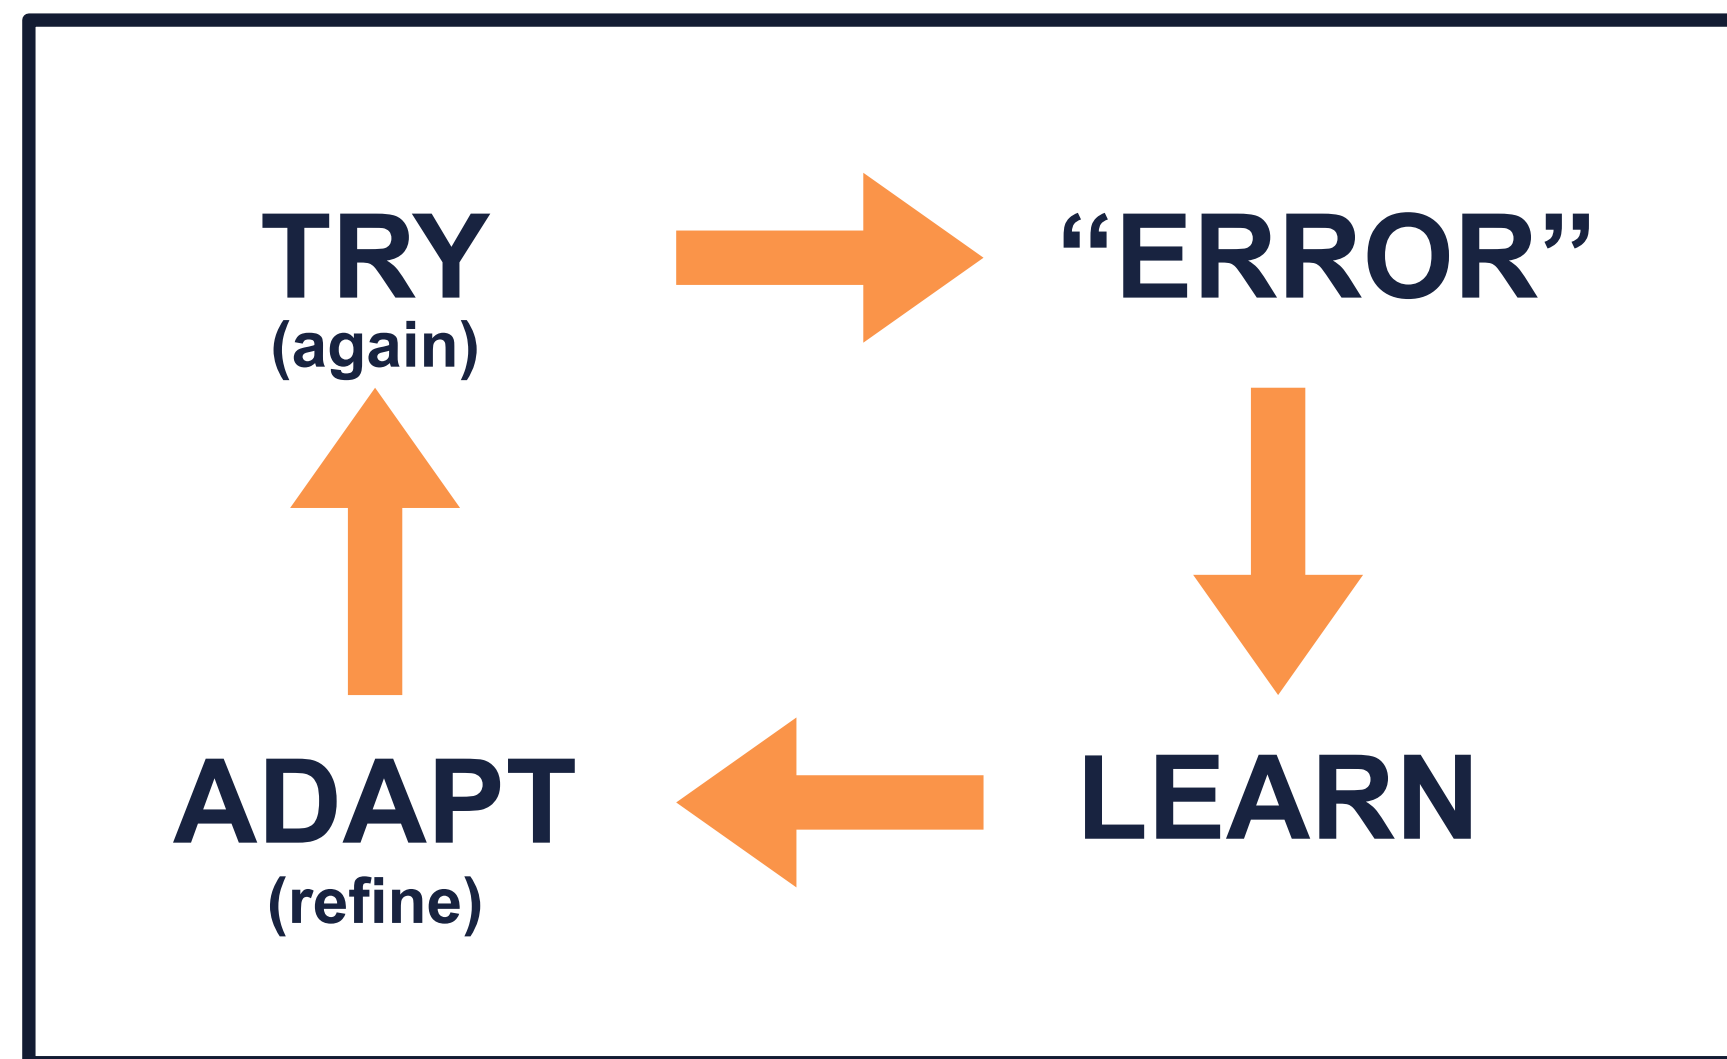 TRY
(again)
“ERROR”
ADAPT
(refine)
LEARN